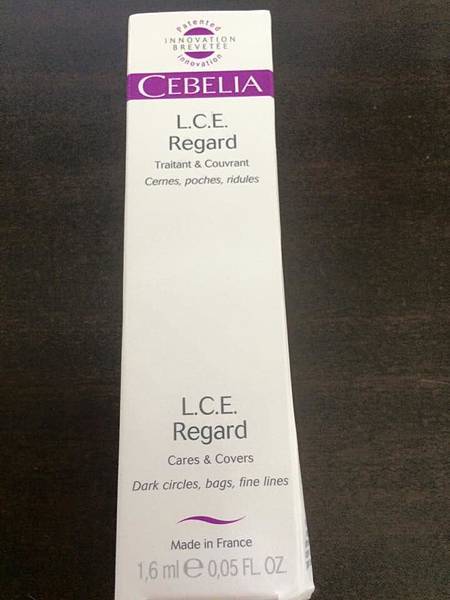 Patented
INNOVATION
BREVETÉE
innovation
CEBELIA
L.C.E.
Regard
Traitant & Couvrant
Cernes, poches, ridules
L.C.E.
Regard
Cares & Covers
Dark circles, bags, fine lines
Made in France
1,6 ml e 0,05 FL. OZ.